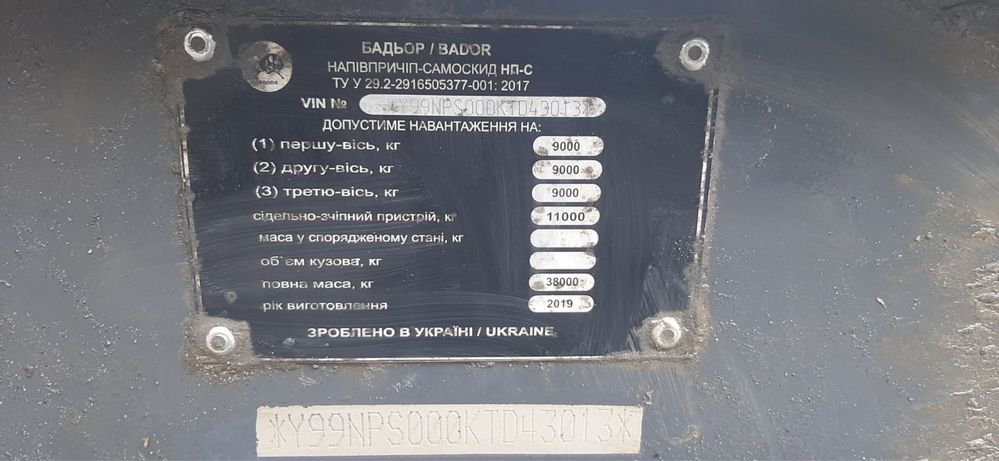 БАДЬОР / BADOR
НАПІВПРИЧІП-САМОСКИД НП-С
ТУ У 29.2-2916505377-001: 2017
VIN № *Y99NPS000KTD43013*
ДОПУСТИМЕ НАВАНТАЖЕННЯ НА:
(1) першу-вісь, кг 9000
(2) другу-вісь, кг 9000
(3) третю-вісь, кг 9000
сідельно-зчіпний пристрій, кг 11000
маса у спорядженому стані, кг
об`єм кузова, кг
повна маса, кг 38000
рік виготовлення 2019
ЗРОБЛЕНО В УКРАЇНІ / UKRAINE
*Y99NPS000KTD43013*